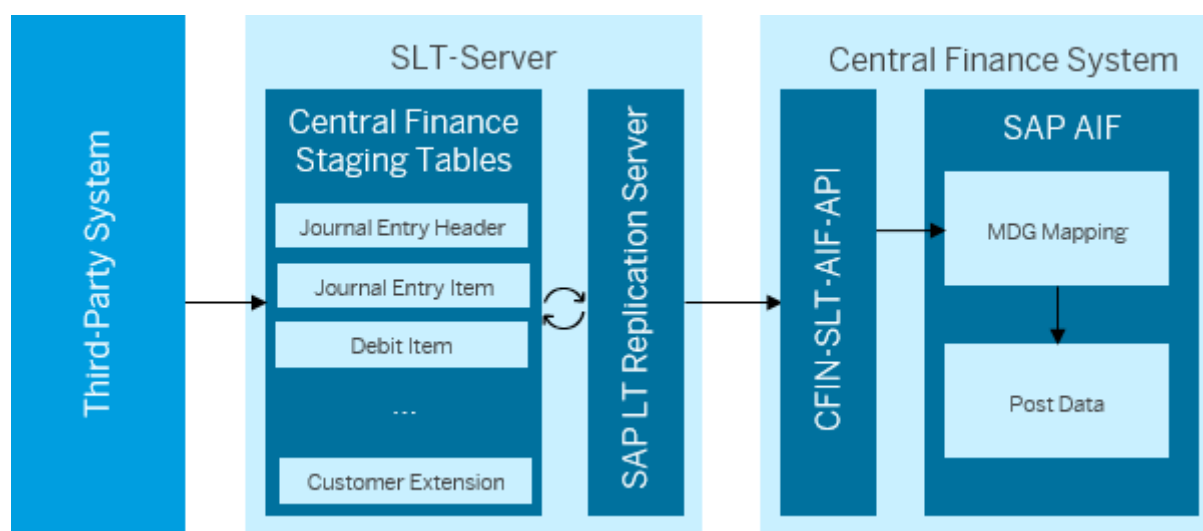 Third-Party System
SLT-Server
Central Finance
Staging Tables
Journal Entry Header
Journal Entry Item
Debit Item
...
Customer Extension
SAP LT Replication Server
Central Finance System
CFIN-SLT-AIF-API
SAP AIF
MDG Mapping
Post Data